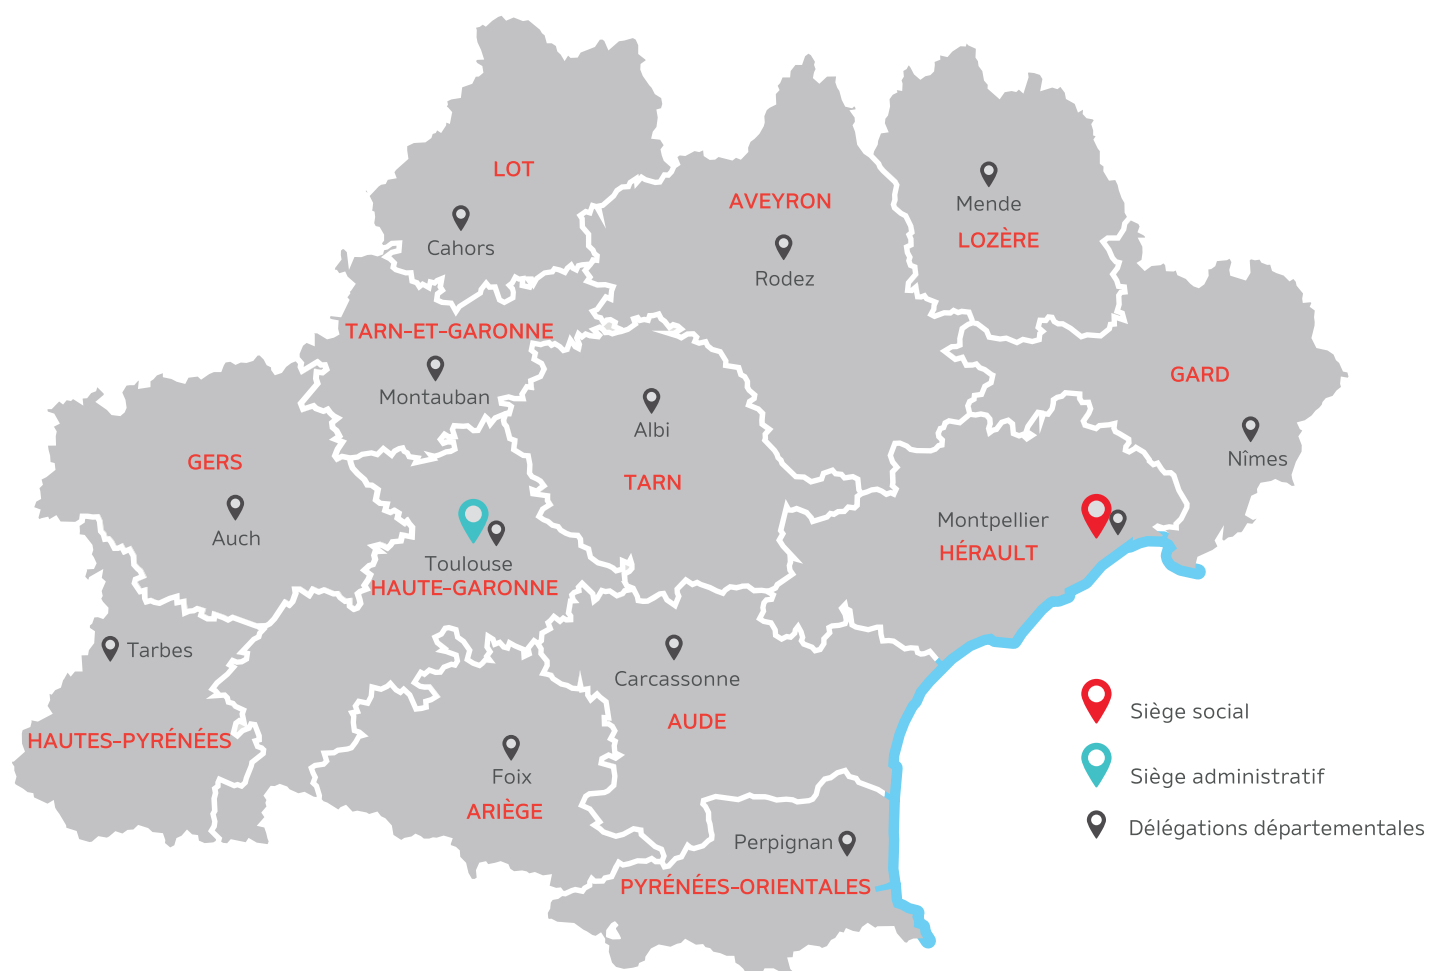 LOT
Cahors
AVEYRON
Rodez
Mende
LOZÈRE
TARN-ET-GARONNE
Montauban
GARD
Nîmes
Albi
TARN
GERS
Auch
Toulouse
HAUTE-GARONNE
Montpellier
HÉRAULT
Tarbes
HAUTES-PYRÉNÉES
Carcassonne
AUDE
Foix
ARIÈGE
Perpignan
PYRÉNÉES-ORIENTALES
Siège social
Siège administratif
Délégations départementales